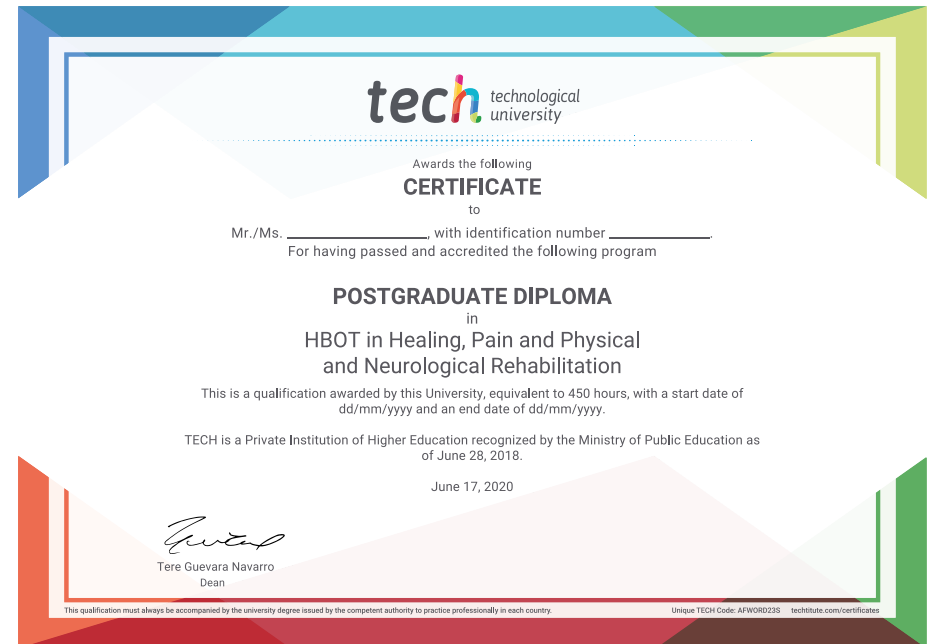 tech technological
university
Awards the following
CERTIFICATE
to
Mr./Ms. ____________, with identification number ____________.
For having passed and accredited the following program
POSTGRADUATE DIPLOMA
in
HBOT in Healing, Pain and Physical
and Neurological Rehabilitation
This is a qualification awarded by this University, equivalent to 450 hours, with a start date of
dd/mm/yyyy and an end date of dd/mm/yyyy.
TECH is a Private Institution of Higher Education recognized by the Ministry of Public Education as
of June 28, 2018.
June 17, 2020
Tere Guevara Navarro
Dean
This qualification must always be accompanied by the university degree issued by the competent authority to practice professionally in each country.
Unique TECH Code: AFWORD23S techtitute.com/certificates